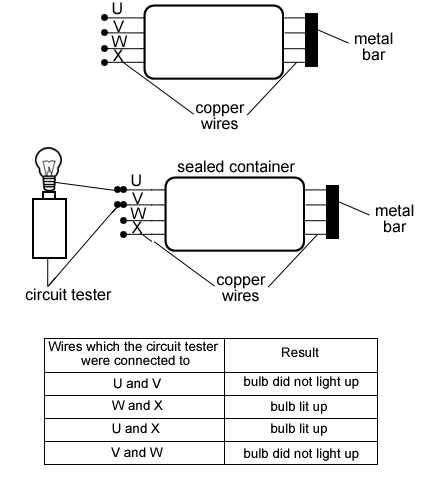 U
V
W
X
metal
bar
copper
wires
sealed container
U
V
W
X
metal
bar
circuit tester
copper
wires
Wires which the circuit tester
were connected to
Result
U and V
bulb did not light up
W and X
bulb lit up
U and X
bulb lit up
V and W
bulb did not light up